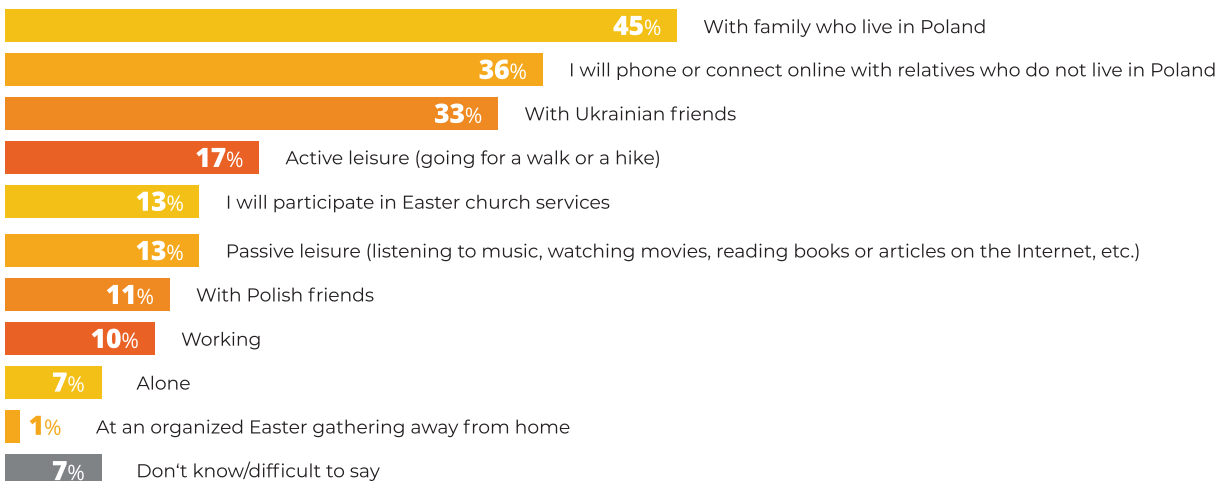 45% With family who live in Poland
36% I will phone or connect online with relatives who do not live in Poland
33% With Ukrainian friends
17% Active leisure (going for a walk or a hike)
13% I will participate in Easter church services
13% Passive leisure (listening to music, watching movies, reading books or articles on the Internet, etc.)
11% With Polish friends
10% Working
7% Alone
1% At an organized Easter gathering away from home
7% Don‘t know/difficult to say